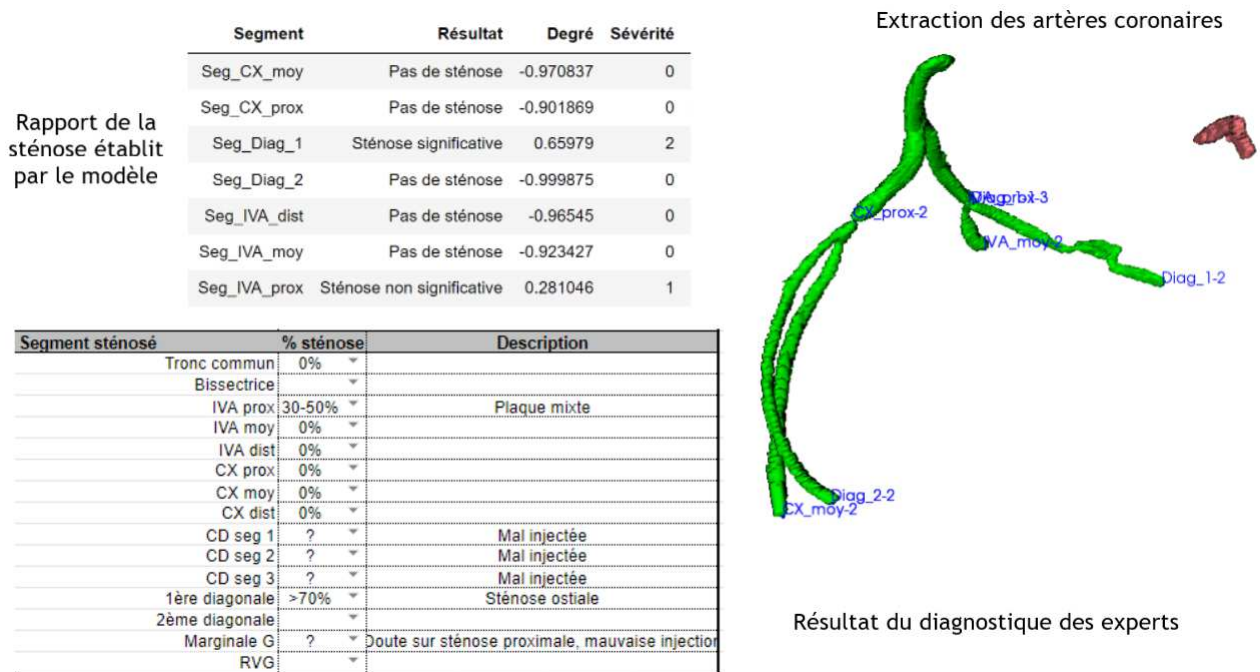 Extraction des artères coronaires
Rapport de la
sténose établit
par le modèle
Segment Résultat Degré Sévérité
Seg_CX_moy Pas de sténose -0.970837 0
Seg_CX_prox Pas de sténose -0.901869 0
Seg_Diag_1 Sténose significative 0.65979 2
Seg_Diag_2 Pas de sténose -0.999875 0
Seg_IVA_dist Pas de sténose -0.96545 0
Seg_IVA_moy Pas de sténose -0.923427 0
Seg_IVA_prox Sténose non significative 0.281046 1
CX_prox-2
IVA_moy-2
Diag_1-2
Diag_2-2
CX_moy-2
Segment sténosé % sténose Description
Tronc commun 0%
Bissectrice
IVA prox 30-50% Plaque mixte
IVA moy 0%
IVA dist 0%
CX prox 0%
CX moy 0%
CX dist 0%
CD seg 1 ? Mal injectée
CD seg 2 ? Mal injectée
CD seg 3 ? Mal injectée
1ère diagonale >70% Sténose ostiale
2ème diagonale
Marginale G ? Doute sur sténose proximale, mauvaise injection
RVG
Résultat du diagnostique des experts